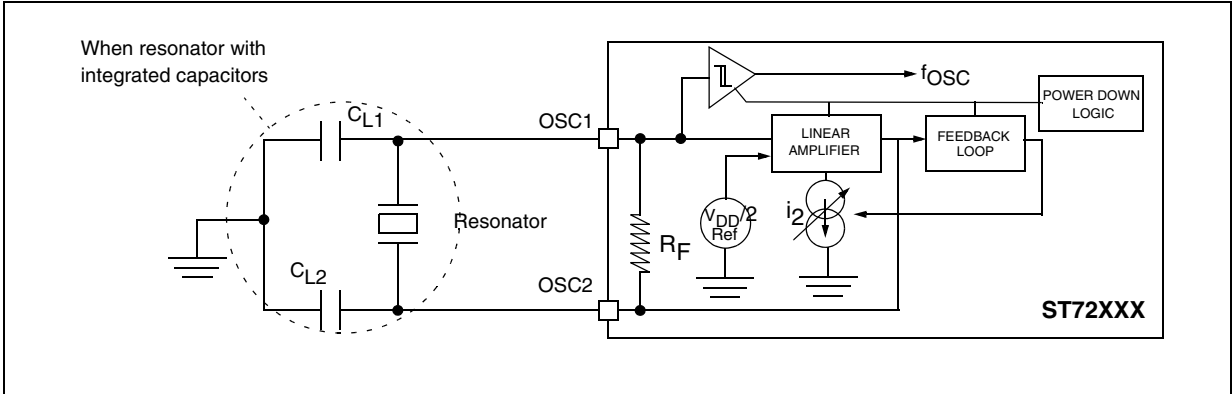 When resonator with
integrated capacitors
CL1
OSC1
fOSC
POWER DOWN
LOGIC
LINEAR
AMPLIFIER
FEEDBACK
LOOP
Resonator
RF
VDD/2
Ref
i2
CL2
OSC2
ST72XXX